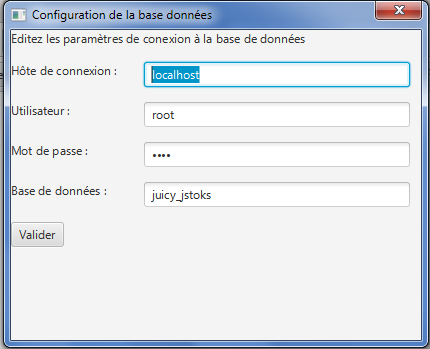 Configuration de la base données
Editez les paramètres de conexion à la base de données
Hôte de connexion :
localhost
Utilisateur :
root
Mot de passe :
••••
Base de données :
juicy_jstoks
Valider